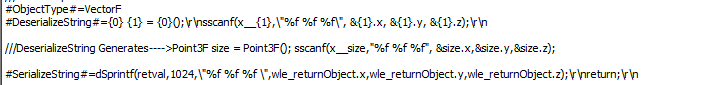 #ObjectType#=VectorF
#DeserializeString#={0} {1} = {0}();\r\nsscanf(x__{1},\"%f %f %f\", &{1}.x, &{1}.y, &{1}.z);\r\n
///DeserializeString Generates---->Point3F size = Point3F(); sscanf(x__size,"%f %f %f", &size.x,&size.y,&size.z);
#SerializeString#=dSprintf(retval,1024,\"%f %f %f \",wle_returnObject.x,wle_returnObject.y,wle_returnObject.z);\r\nreturn;\r\n